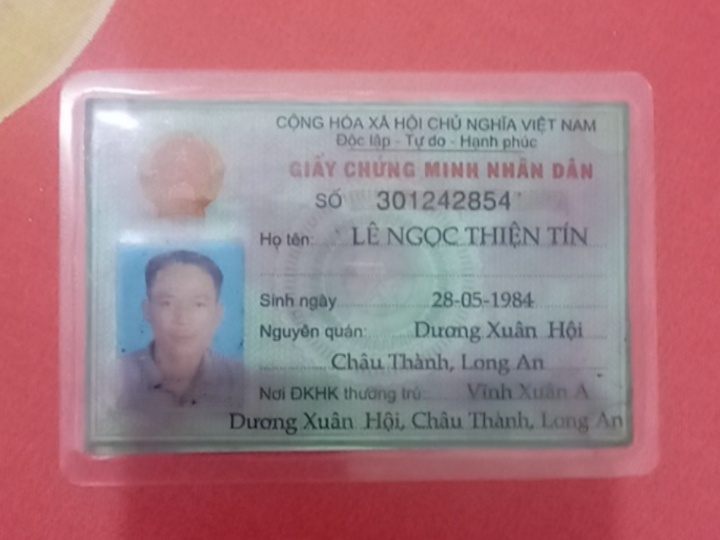 CỘNG HÒA XÃ HỘI CHỦ NGHĨA VIỆT NAM
Độc lập - Tự do - Hạnh phúc
GIẤY CHỨNG MINH NHÂN DÂN
SỐ 301242854
Họ tên: LÊ NGỌC THIỆN TÍN
Sinh ngày 28-05-1984
Nguyên quán: Dương Xuân Hội
Châu Thành, Long An
Nơi ĐKHK thường trú: Vĩnh Xuân A
Dương Xuân Hội, Châu Thành, Long An